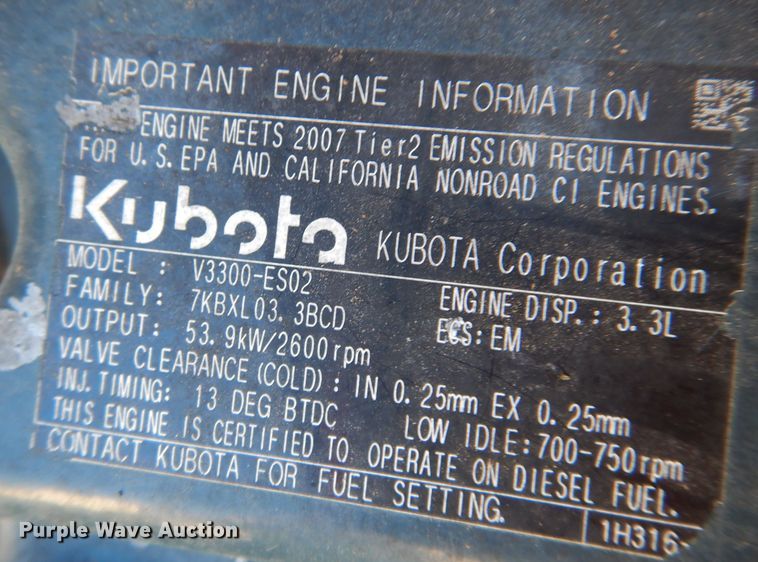 IMPORTANT ENGINE INFORMATION
ENGINE MEETS 2007 Tier2 EMISSION REGULATIONS
FOR U.S. EPA AND CALIFORNIA NONROAD CI ENGINES.
Kubota KUBOTA Corporation
MODEL : V3300-ES02
FAMILY: 7KBXL03.3BCD ENGINE DISP.: 3.3L
OUTPUT: 53.9kW/2600rpm ECS:EM
VALVE CLEARANCE(COLD): IN 0.25mm EX 0.25mm
INJ.TIMING: 13 DEG BTDC LOW IDLE:700-750rpm
THIS ENGINE IS CERTIFIED TO OPERATE ON DIESEL FUEL.
CONTACT KUBOTA FOR FUEL SETTING.
1H316-
Purple Wave Auction